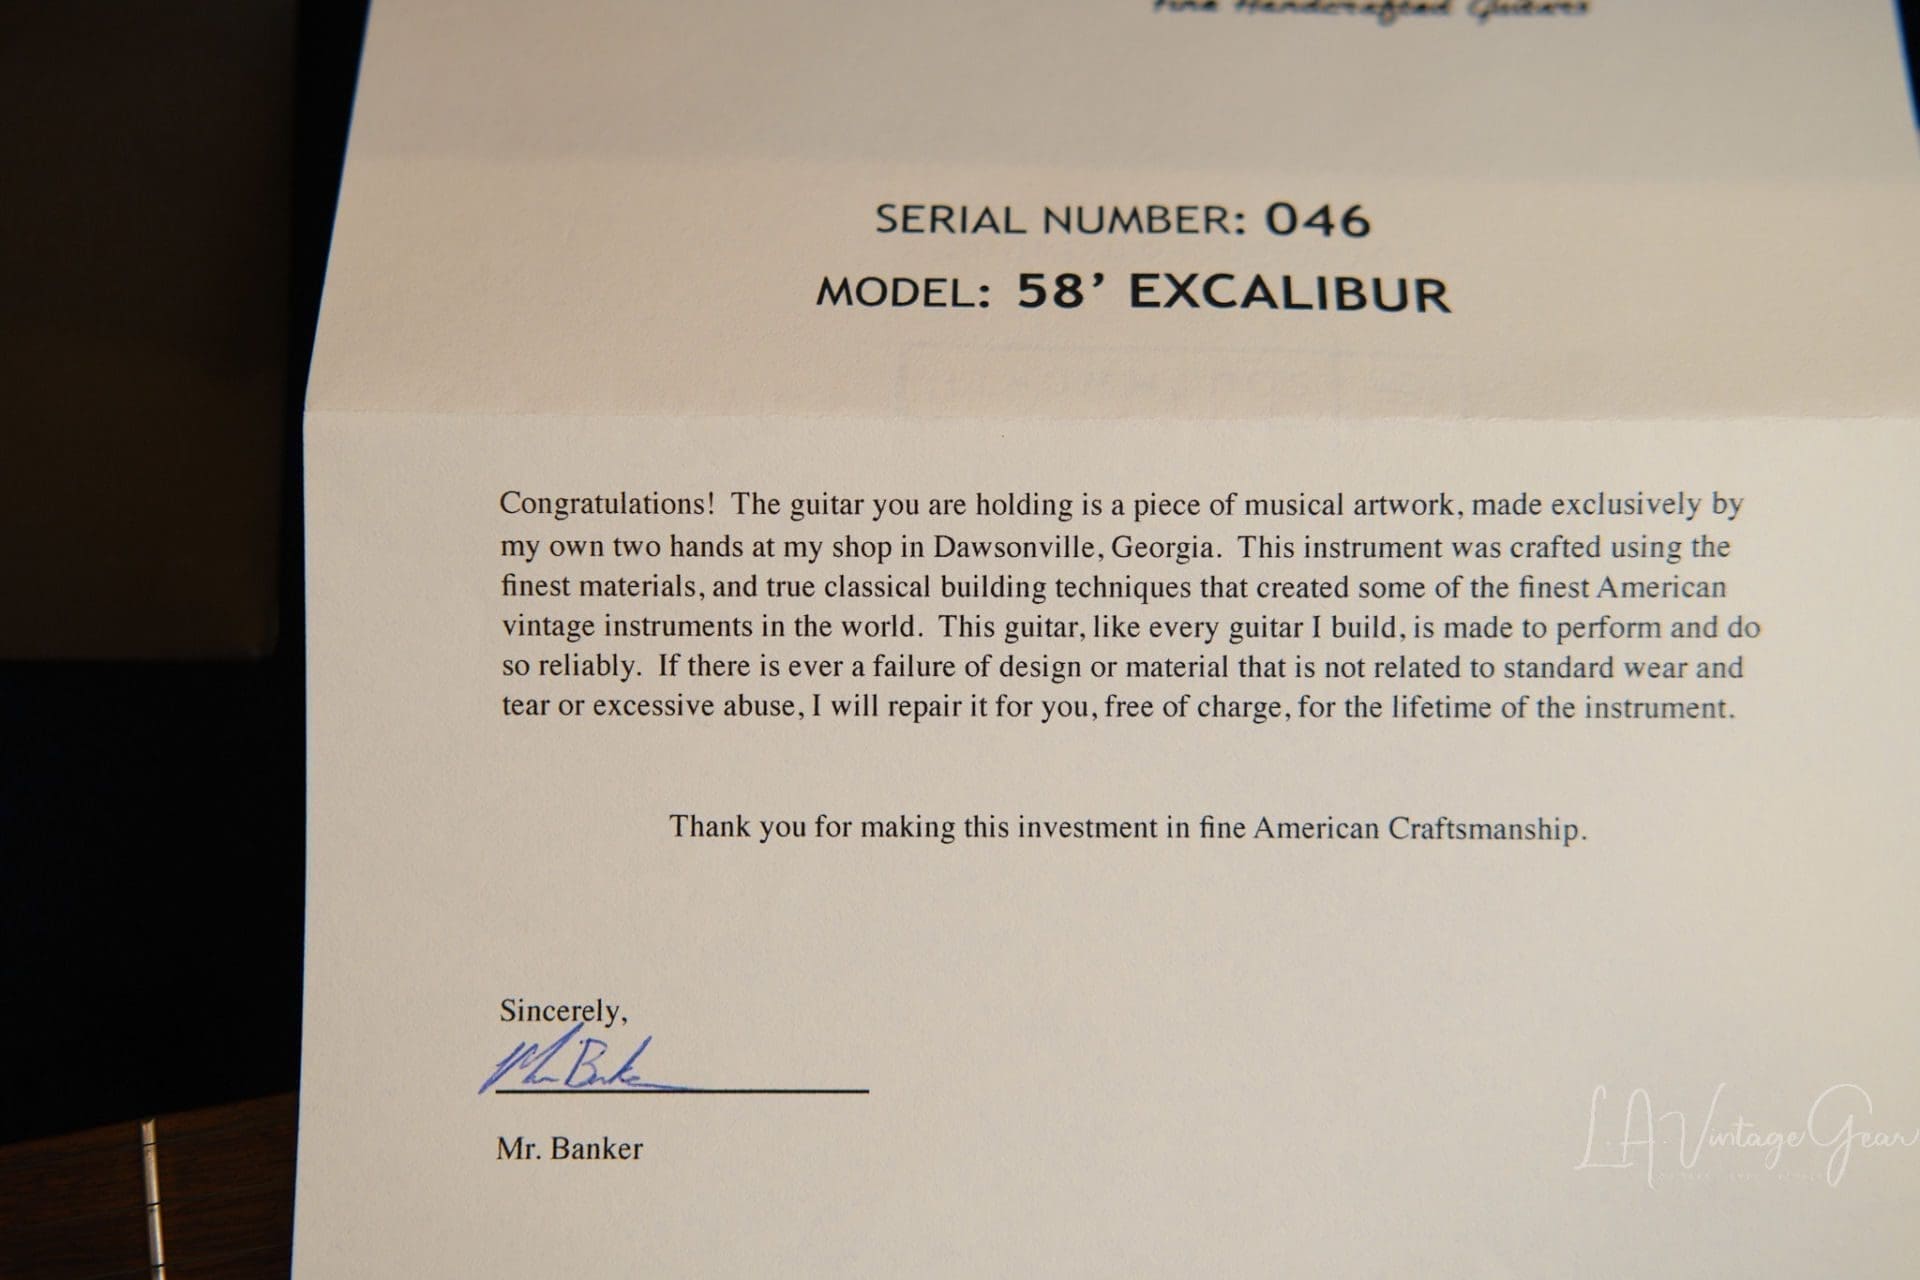 Fine Handcrafted Guitars
SERIAL NUMBER: 046
MODEL: 58’ EXCALIBUR
Congratulations!  The guitar you are holding is a piece of musical artwork, made exclusively by
my own two hands at my shop in Dawsonville, Georgia.  This instrument was crafted using the
finest materials, and true classical building techniques that created some of the finest American
vintage instruments in the world.  This guitar, like every guitar I build, is made to perform and do
so reliably.  If there is ever a failure of design or material that is not related to standard wear and
tear or excessive abuse, I will repair it for you, free of charge, for the lifetime of the instrument.
Thank you for making this investment in fine American Craftsmanship.
Sincerely,
Mr. Banker
L.A. Vintage Gear